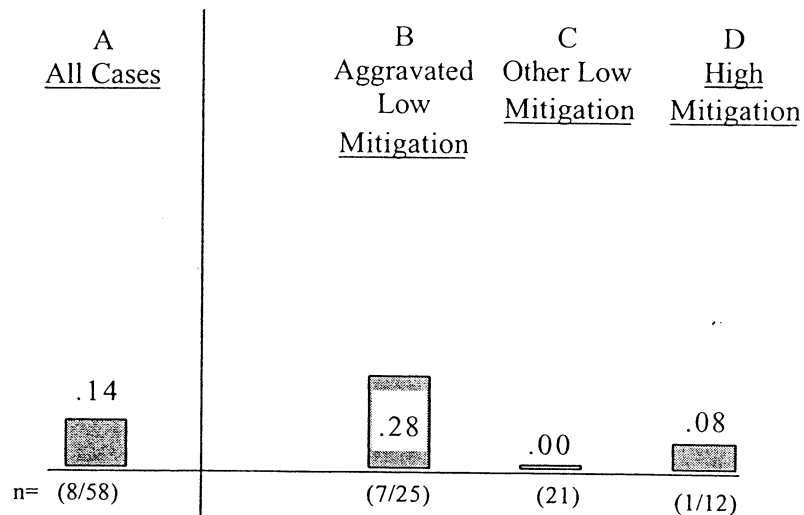 A
All Cases
B
Aggravated
Low
Mitigation
C
Other Low
Mitigation
D
High
Mitigation
.14
.28
.00
.08
n= (8/58) (7/25) (21) (1/12)